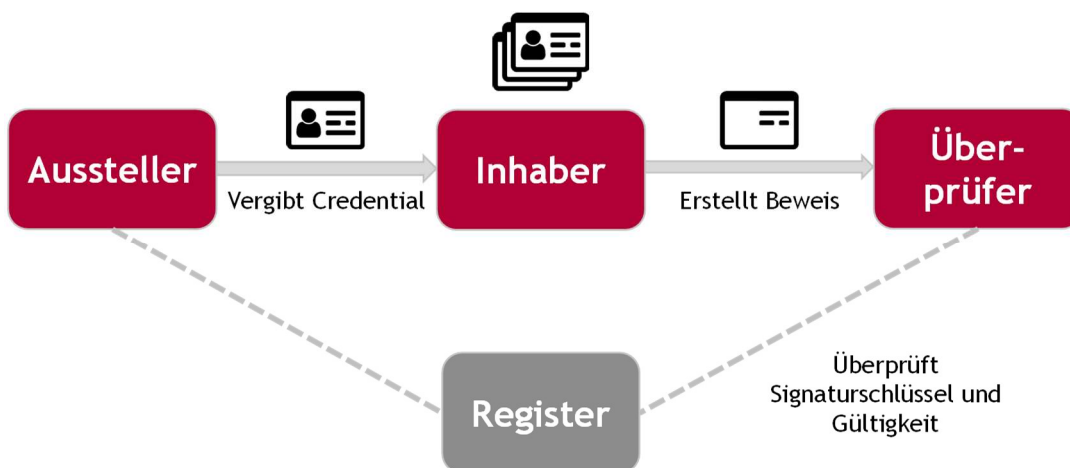 Aussteller
Vergibt Credential
Inhaber
Erstellt Beweis
Über-
prüfer
Register
Überprüft
Signaturschlüssel und
Gültigkeit